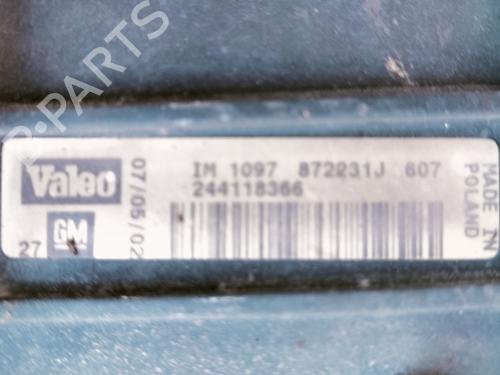 B-PARTS
Valeo
GM
27
07/05/02
IM 1097 872231J 607
244118366
MADE IN
POLAND